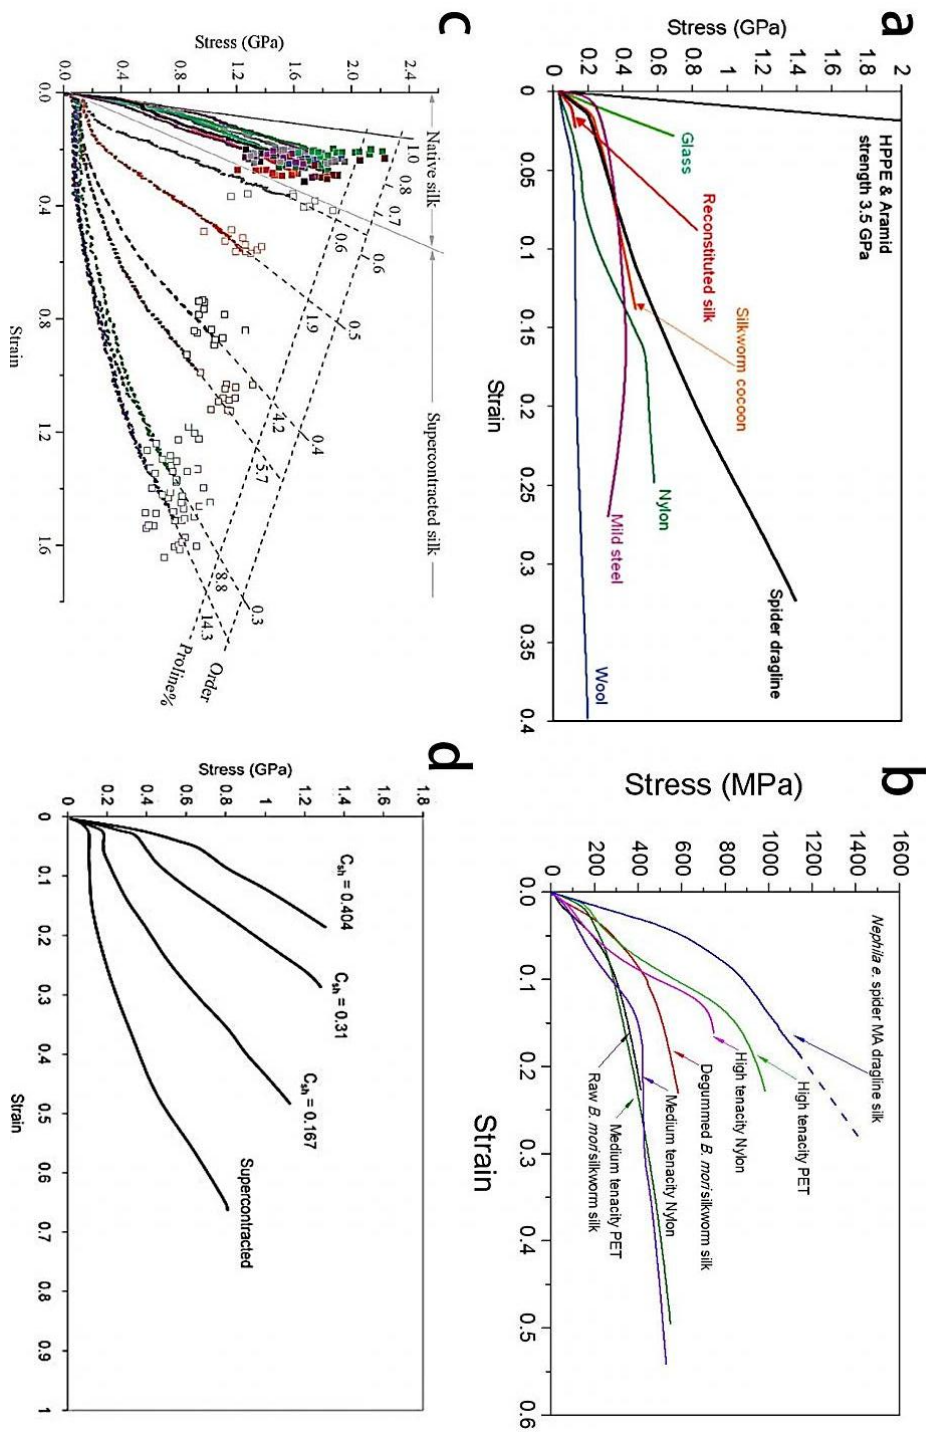 a
Stress (GPa)
2
1.8
1.6
1.4
1.2
1
0.8
0.6
0.4
0.2
0
0
0.05
0.1
0.15
0.2
0.25
0.3
0.35
0.4
Strain
HPPE & Aramid
strength 3.5 GPa
Glass
Reconstituted silk
Silkworm cocoon
Nylon
Mild steel
Spider dragline
Wool
b
Stress (MPa)
1600
1400
1200
1000
800
600
400
200
0
0.0
0.1
0.2
0.3
0.4
0.5
0.6
Strain
Nephila e. spider MA dragline silk
High tenacity PET
High tenacity Nylon
Degummed B. mori silkworm silk
Medium tenacity Nylon
Medium tenacity PET
Raw B. mori silkworm silk
c
Stress (GPa)
2.4
2.0
1.6
1.2
0.8
0.4
0.0
0.0
0.4
0.8
1.2
1.6
Strain
Native silk
Supercontracted silk
1.0
0.8
0.7
0.6
0.5
0.4
0.3
Order
0.6
1.9
4.2
5.7
8.8
14.3
Proline%
d
Stress (GPa)
1.8
1.6
1.4
1.2
1
0.8
0.6
0.4
0.2
0
0
0.1
0.2
0.3
0.4
0.5
0.6
0.7
0.8
0.9
1
Strain
Csh = 0.404
Csh = 0.31
Csh = 0.167
Supercontracted